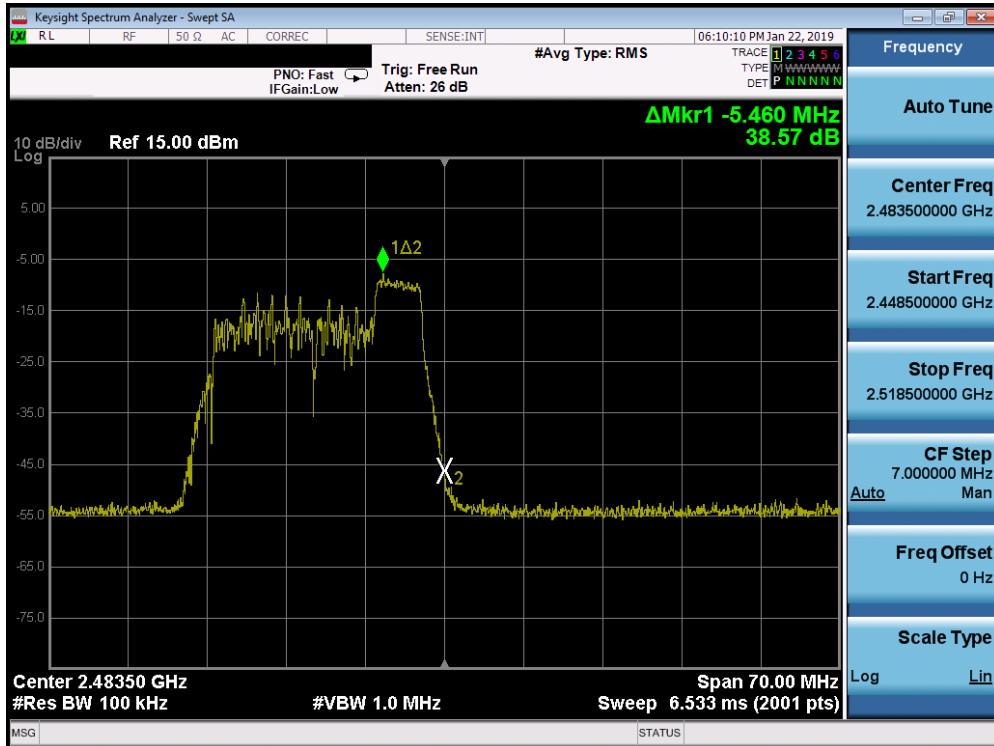 Keysight Spectrum Analyzer - Swept SA
LXI RL RF 50 Ω AC CORREC SENSE:INT 06:10:10 PM Jan 22, 2019
PNO: Fast
IFGain:Low
Trig: Free Run
Atten: 26 dB
#Avg Type: RMS
TRACE 1 2 3 4 5 6
TYPE M W W W W W
DET P N N N N N
ΔMkr1 -5.460 MHz
38.57 dB
10 dB/div Ref 15.00 dBm
Log
5.00
-5.00
-15.0
-25.0
-35.0
-45.0
-55.0
-65.0
-75.0
1Δ2
2
Center 2.48350 GHz Span 70.00 MHz
#Res BW 100 kHz #VBW 1.0 MHz Sweep 6.533 ms (2001 pts)
MSG STATUS
Frequency
Auto Tune
Center Freq
2.483500000 GHz
Start Freq
2.448500000 GHz
Stop Freq
2.518500000 GHz
CF Step
7.000000 MHz
Auto Man
Freq Offset
0 Hz
Scale Type
Log Lin